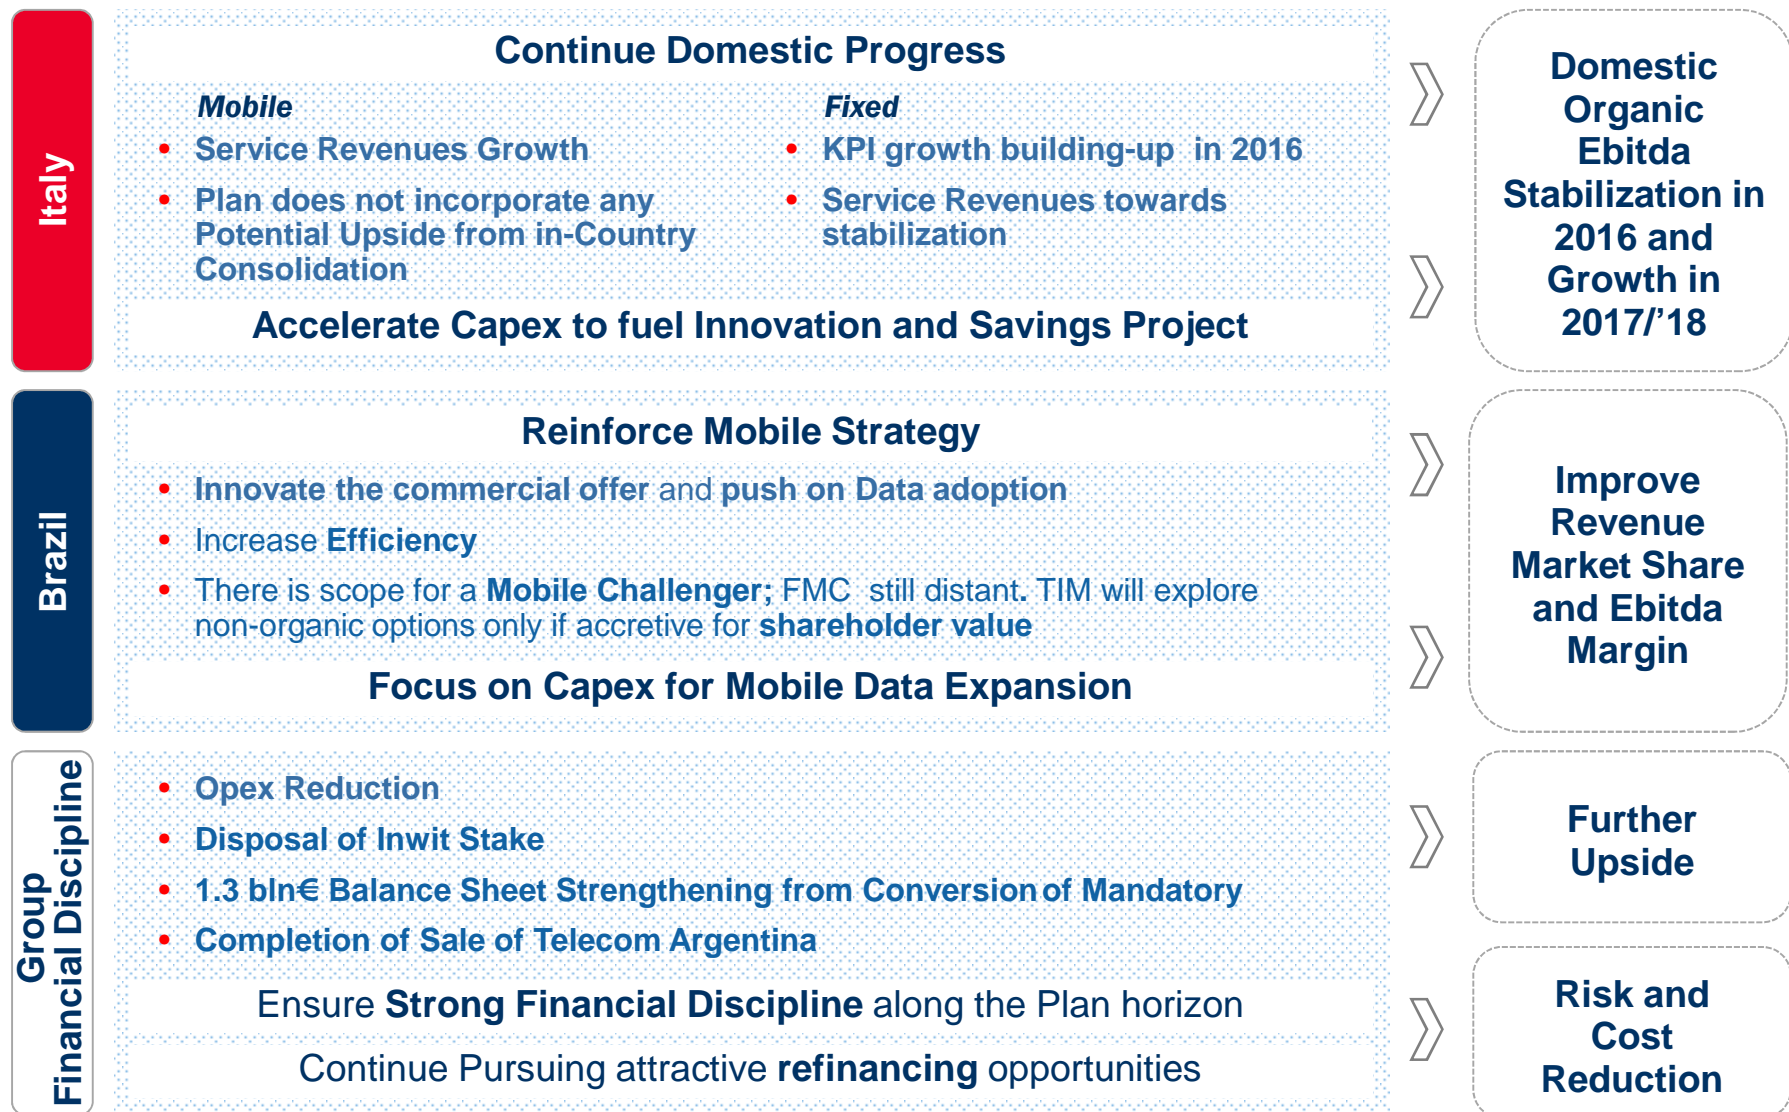 Italy
Continue Domestic Progress
Mobile
• Service Revenues Growth
• Plan does not incorporate any
Potential Upside from in-Country
Consolidation
Fixed
• KPI growth building-up in 2016
• Service Revenues towards
stabilization
Accelerate Capex to fuel Innovation and Savings Project
Domestic
Organic
Ebitda
Stabilization in
2016 and
Growth in
2017/’18
Brazil
Reinforce Mobile Strategy
• Innovate the commercial offer and push on Data adoption
• Increase Efficiency
• There is scope for a Mobile Challenger; FMC still distant. TIM will explore
non-organic options only if accretive for shareholder value
Focus on Capex for Mobile Data Expansion
Improve
Revenue
Market Share
and Ebitda
Margin
Group
Financial Discipline
• Opex Reduction
• Disposal of Inwit Stake
• 1.3 bln€ Balance Sheet Strengthening from Conversion of Mandatory
• Completion of Sale of Telecom Argentina
Ensure Strong Financial Discipline along the Plan horizon
Continue Pursuing attractive refinancing opportunities
Further
Upside
Risk and
Cost
Reduction